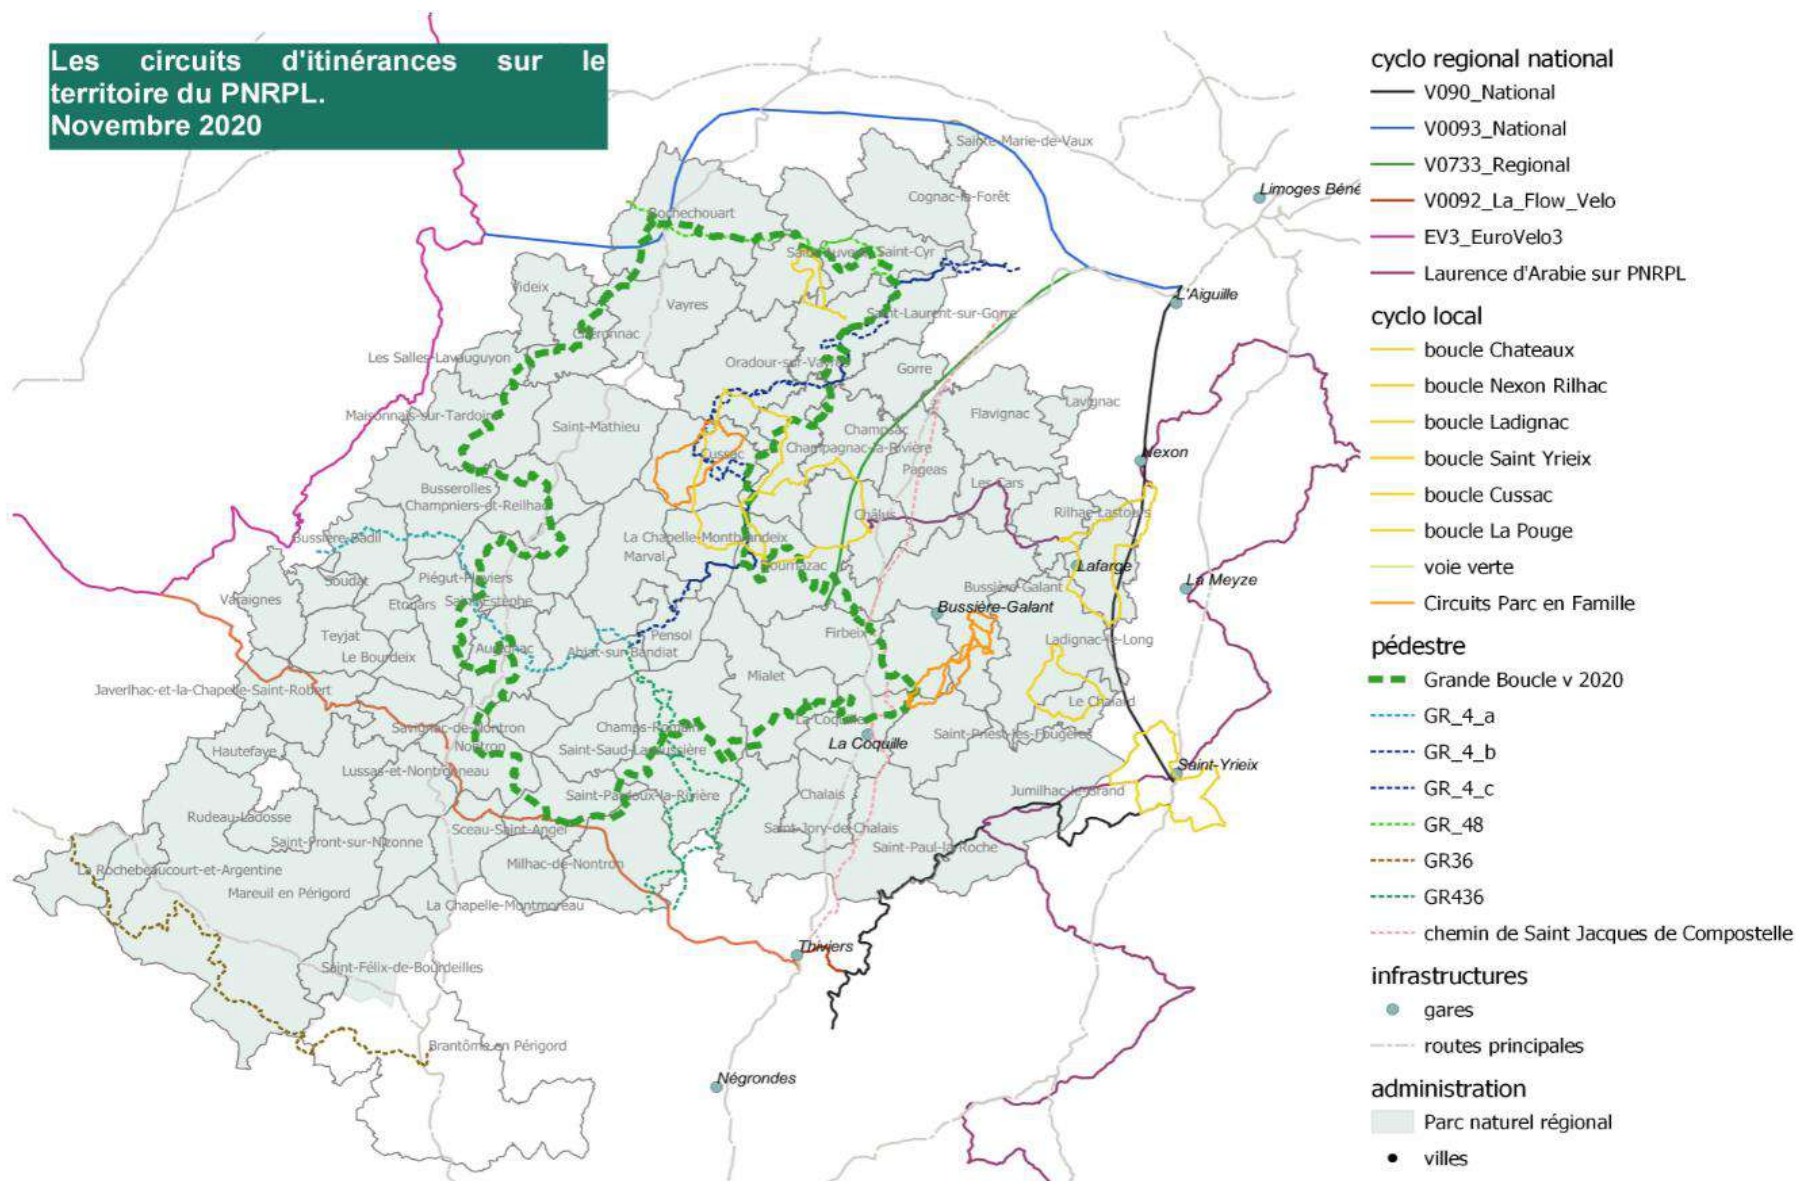 Les circuits d'itinérances sur le
territoire du PNRPL.
Novembre 2020
Sainte-Marie-de-Vaux
Cognac-la-Forêt
Limoges Béné
Rochechouart
Saint-Cyr
Videix
Vayres
L'Aiguille
Saint-Laurent-sur-Gorre
Chéronnac
Les Salles-Lavauguyon
Oradour-sur-Vayres
Gorre
Maisonnais-sur-Tardoire
Saint-Mathieu
Flavignac
Lavignac
Champsac
Cussac
Champagnac-la-Rivière
Nexon
Pageas
Les Cars
Busserolles
Champniers-et-Reilhac
Châlus
Rilhac-Lastours
Bussière-Badil
La Chapelle-Montbrandeix
Marval
Dournazac
Lafarge
Soudat
Piégut-Pluviers
Bussière-Galant
La Meyze
Varaignes
Etouars
Saint-Estèphe
Bussière-Galant
Teyjat
Pensol
Firbeix
Ladignac-le-Long
Le Bourdeix
Augignac
Abjat-sur-Bandiat
Mialet
Javerlhac-et-la-Chapelle-Saint-Robert
Le Chalard
Savignac-de-Nontron
Champs-Romain
La Coquille
Saint-Priest-les-Fougères
Hautefaye
Nontron
Saint-Saud-Lacoussière
La Coquille
Lussas-et-Nontronneau
Saint-Yrieix
Saint-Pardoux-la-Rivière
Chalais
Jumilhac-le-Grand
Rudeau-Ladosse
Saint-Front-sur-Nizonne
Sceau-Saint-Angel
Saint-Jory-de-Chalais
Saint-Paul-la-Roche
La Rochebeaucourt-et-Argentine
Milhac-de-Nontron
Mareuil en Périgord
La Chapelle-Montmoreau
Thiviers
Saint-Félix-de-Bourdeilles
Brantôme en Périgord
Négrondes
cyclo regional national
V090_National
V0093_National
V0733_Regional
V0092_La_Flow_Velo
EV3_EuroVelo3
Laurence d'Arabie sur PNRPL
cyclo local
boucle Chateaux
boucle Nexon Rilhac
boucle Ladignac
boucle Saint Yrieix
boucle Cussac
boucle La Pouge
voie verte
Circuits Parc en Famille
pédestre
Grande Boucle v 2020
GR_4_a
GR_4_b
GR_4_c
GR_48
GR36
GR436
chemin de Saint Jacques de Compostelle
infrastructures
gares
routes principales
administration
Parc naturel régional
villes